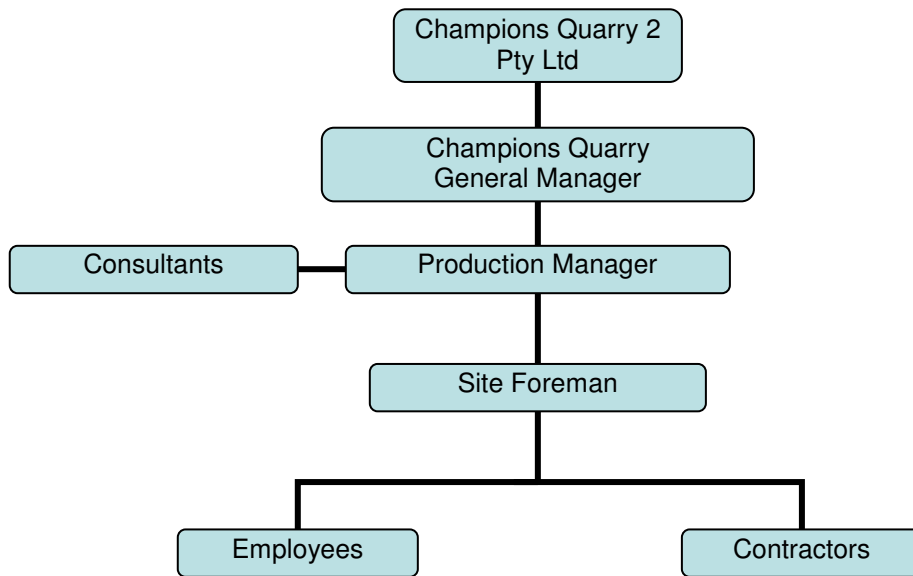 Champions Quarry 2
Pty Ltd
Champions Quarry
General Manager
Consultants
Production Manager
Site Foreman
Employees
Contractors